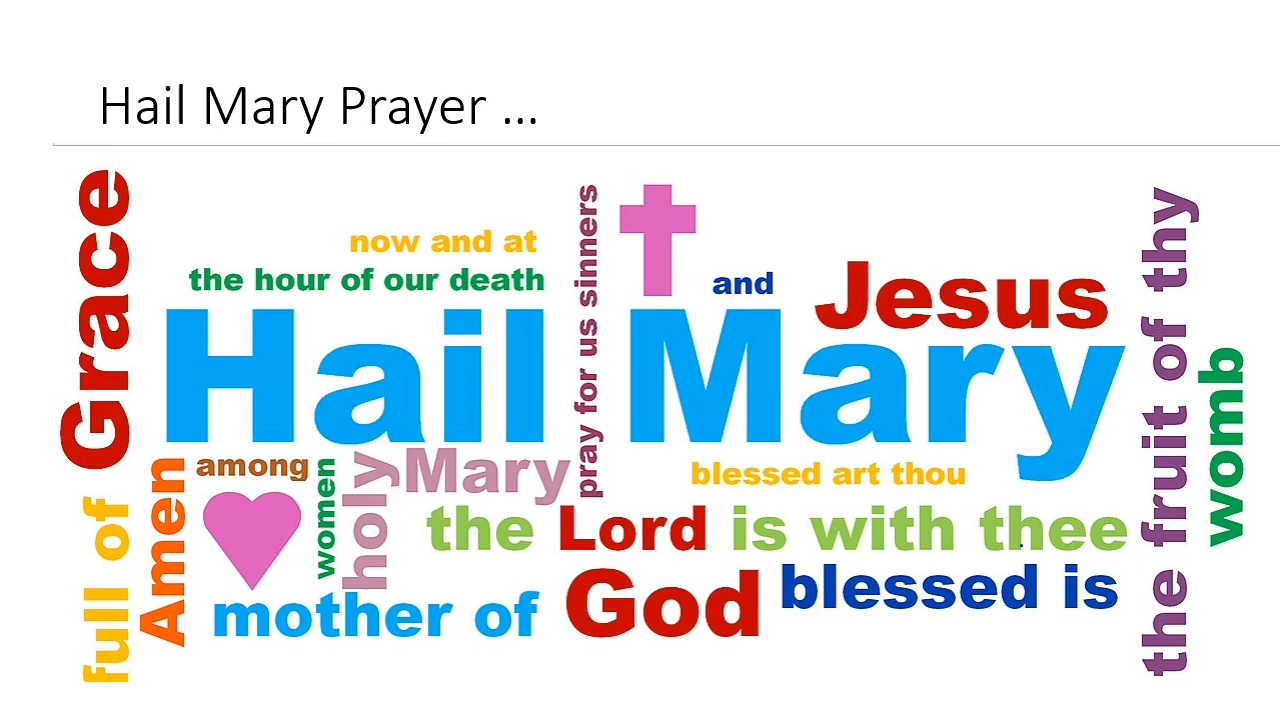 Hail Mary Prayer ...
Grace
full of
Amen
now and at
the hour of our death
Hail Mary
pray for us sinners
and
Jesus
among
women
holy
Mary
blessed art thou
the Lord is with thee
mother of God
blessed is
the fruit of thy
womb